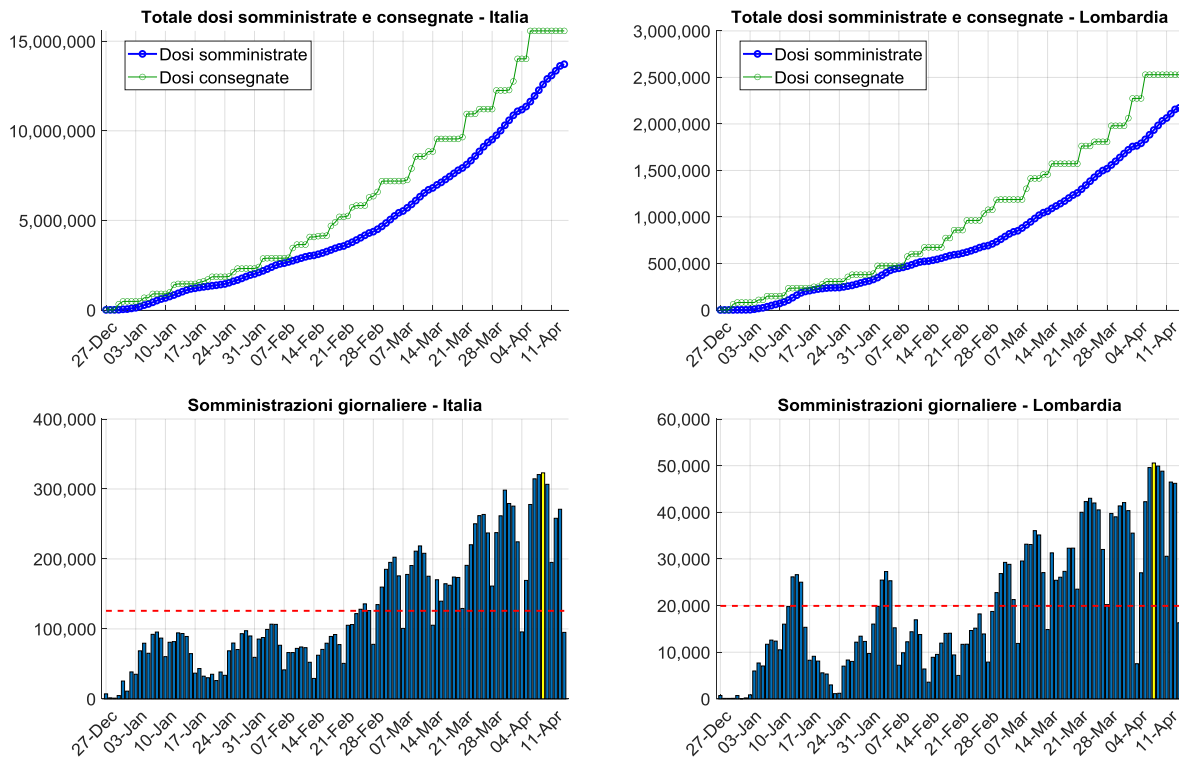 Totale dosi somministrate e consegnate - Italia
15,000,000
10,000,000
5,000,000
0
Dosi somministrate
Dosi consegnate
27-Dec
03-Jan
10-Jan
17-Jan
24-Jan
31-Jan
07-Feb
14-Feb
21-Feb
28-Feb
07-Mar
14-Mar
21-Mar
28-Mar
04-Apr
11-Apr
Totale dosi somministrate e consegnate - Lombardia
3,000,000
2,500,000
2,000,000
1,500,000
1,000,000
500,000
0
Dosi somministrate
Dosi consegnate
27-Dec
03-Jan
10-Jan
17-Jan
24-Jan
31-Jan
07-Feb
14-Feb
21-Feb
28-Feb
07-Mar
14-Mar
21-Mar
28-Mar
04-Apr
11-Apr
Somministrazioni giornaliere - Italia
400,000
300,000
200,000
100,000
0
27-Dec
03-Jan
10-Jan
17-Jan
24-Jan
31-Jan
07-Feb
14-Feb
21-Feb
28-Feb
07-Mar
14-Mar
21-Mar
28-Mar
04-Apr
11-Apr
Somministrazioni giornaliere - Lombardia
60,000
50,000
40,000
30,000
20,000
10,000
0
27-Dec
03-Jan
10-Jan
17-Jan
24-Jan
31-Jan
07-Feb
14-Feb
21-Feb
28-Feb
07-Mar
14-Mar
21-Mar
28-Mar
04-Apr
11-Apr